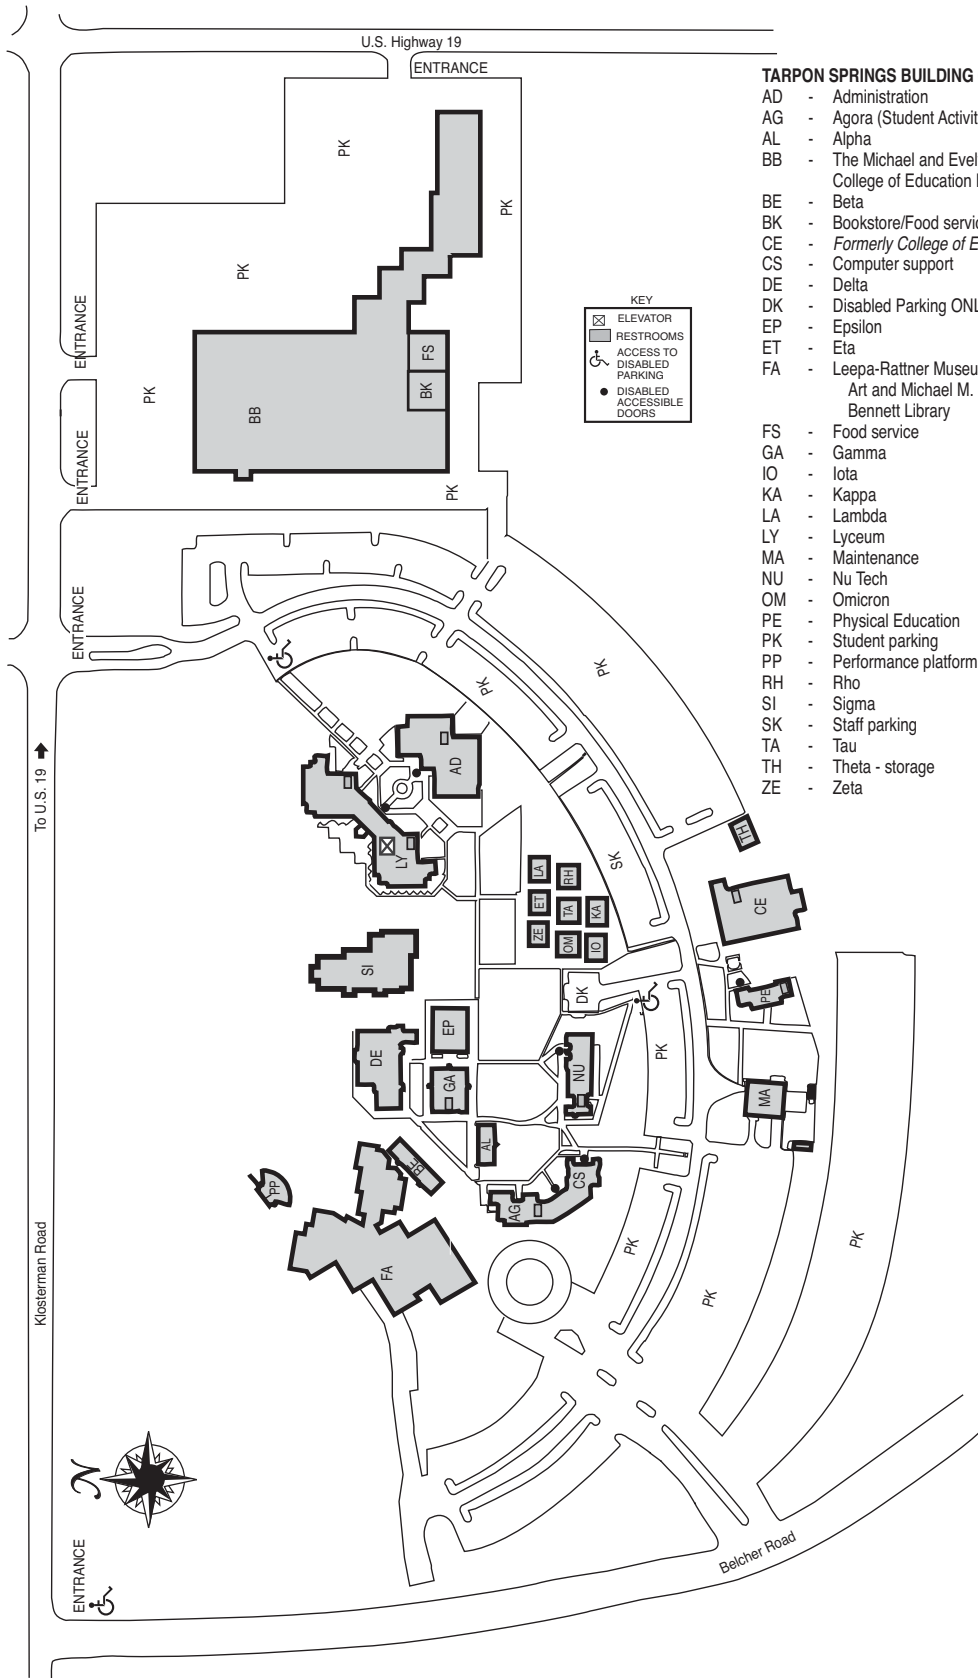 U.S. Highway 19
ENTRANCE
TARPON SPRINGS BUILDING
AD - Administration
AG - Agora (Student Activit
AL - Alpha
BB - The Michael and Evel
College of Education
BE - Beta
BK - Bookstore/Food servic
CE - Formerly College of E
CS - Computer support
DE - Delta
DK - Disabled Parking ONL
EP - Epsilon
ET - Eta
FA - Leepa-Rattner Museu
Art and Michael M.
Bennett Library
FS - Food service
GA - Gamma
IO - Iota
KA - Kappa
LA - Lambda
LY - Lyceum
MA - Maintenance
NU - Nu Tech
OM - Omicron
PE - Physical Education
PK - Student parking
PP - Performance platform
RH - Rho
SI - Sigma
SK - Staff parking
TA - Tau
TH - Theta - storage
ZE - Zeta
KEY
ELEVATOR
RESTROOMS
ACCESS TO
DISABLED
PARKING
DISABLED
ACCESSIBLE
DOORS
PK
PK
PK
ENTRANCE
PK
FS
BK
BB
ENTRANCE
PK
ENTRANCE
PK
PK
To U.S. 19
AD
LY
TH
SK
LA
RH
ET
TA
KA
ZE
OM
IO
CE
SI
DK
PE
EP
DE
NU
PK
GA
MA
AL
BE
CS
PP
AG
Klosterman Road
FA
PK
PK
PK
N
ENTRANCE
Belcher Road